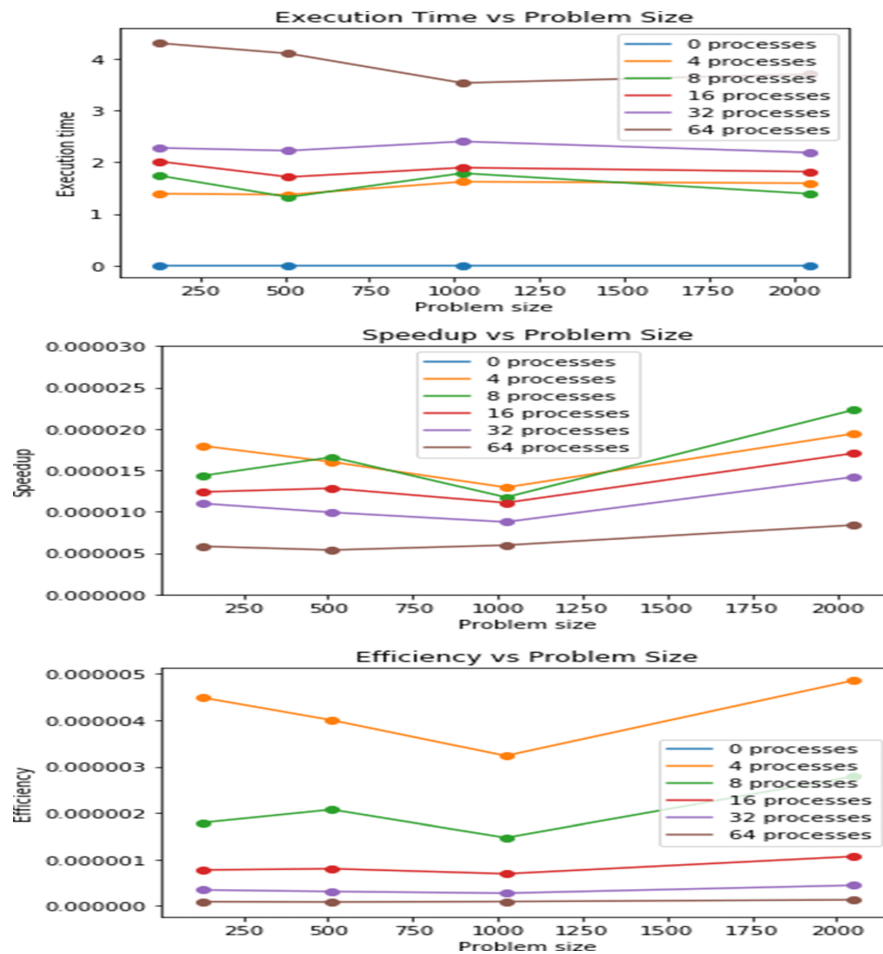 Execution Time vs Problem Size
0 processes
4 processes
8 processes
16 processes
32 processes
64 processes
4
3
2
1
0
Execution time
250 500 750 1000 1250 1500 1750 2000
Problem size
Speedup vs Problem Size
0.000030
0.000025
0.000020
0.000015
0.000010
0.000005
0.000000
Speedup
0 processes
4 processes
8 processes
16 processes
32 processes
64 processes
250 500 750 1000 1250 1500 1750 2000
Problem size
Efficiency vs Problem Size
0.000005
0.000004
0.000003
0.000002
0.000001
0.000000
Efficiency
0 processes
4 processes
8 processes
16 processes
32 processes
64 processes
250 500 750 1000 1250 1500 1750 2000
Problem size